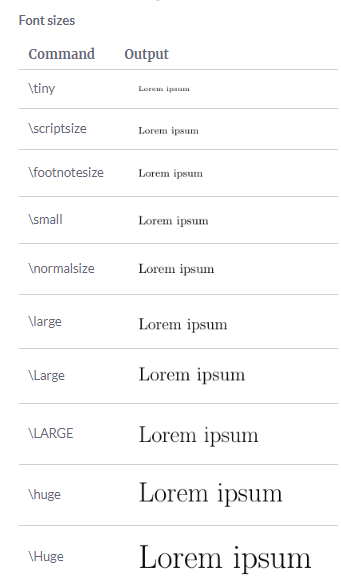 Font sizes
Command Output
\tiny Lorem ipsum
\scriptsize Lorem ipsum
\footnotesize Lorem ipsum
\small Lorem ipsum
\normalsize Lorem ipsum
\large Lorem ipsum
\Large Lorem ipsum
\LARGE Lorem ipsum
\huge Lorem ipsum
\Huge Lorem ipsum